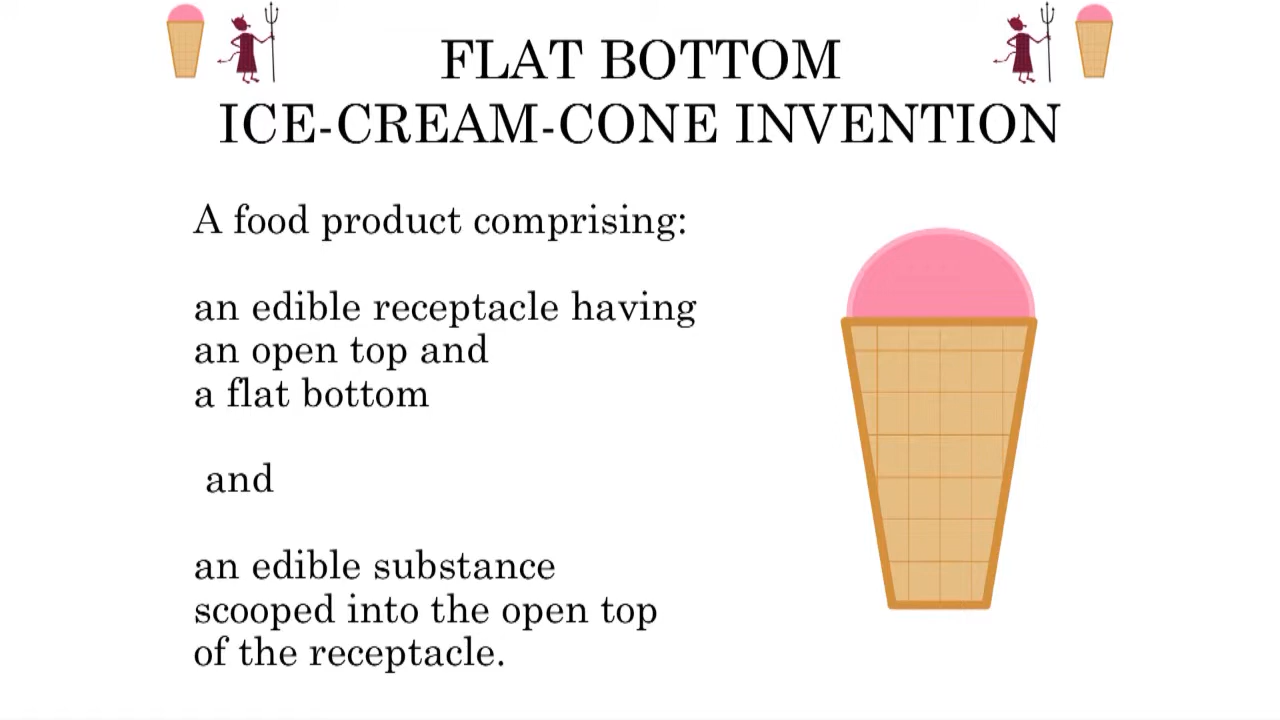 FLAT BOTTOM
ICE-CREAM-CONE INVENTION
A food product comprising:
an edible receptacle having
an open top and
a flat bottom
and
an edible substance
scooped into the open top
of the receptacle.